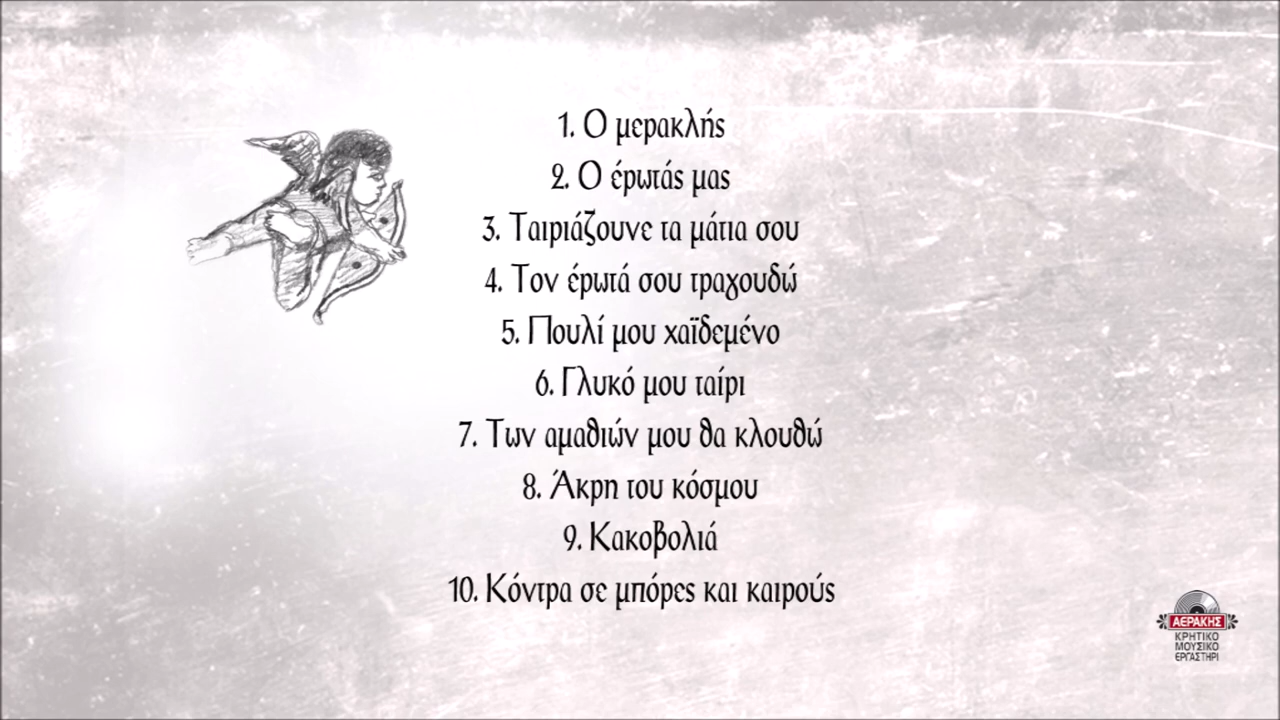 1. Ο μερακλής
2. Ο έρωτάς μας
3. Ταιριάζουνε τα μάτια σου
4. Τον έρωτά σου τραγουδώ
5. Πουλί μου χαϊδεμένο
6. Γλυκό μου ταίρι
7. Των αμαθιών μου θα κλουθώ
8. Άκρη του κόσμου
9. Κακοβολιά
10. Κόντρα σε μπόρες και καιρούς
ΑΕΡΑΚΗΣ
ΚΡΗΤΙΚΟ
ΜΟΥΣΙΚΟ
ΕΡΓΑΣΤΗΡΙ